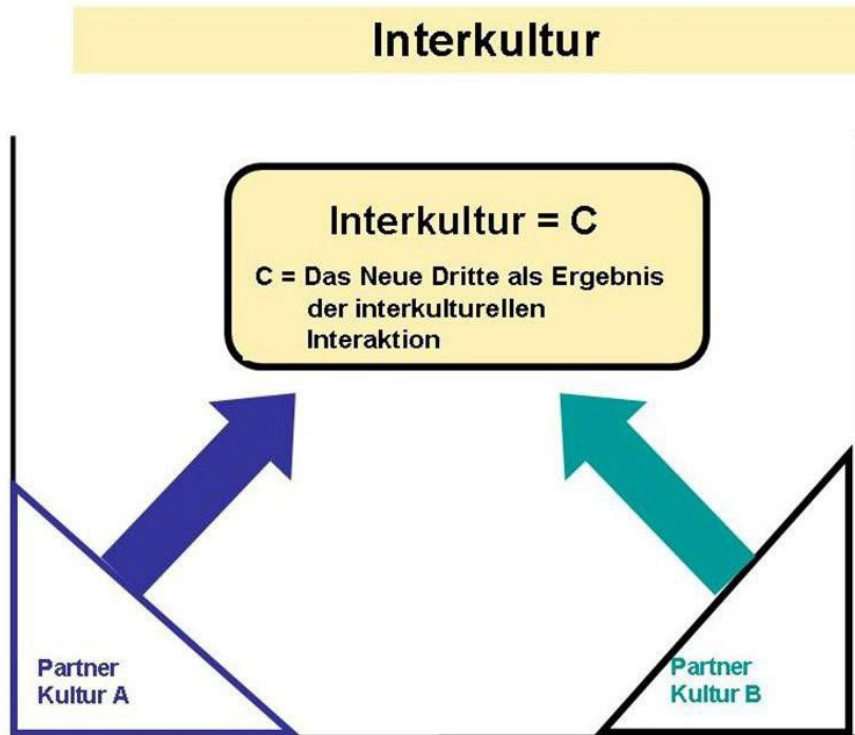 Interkultur
Interkultur = C
C = Das Neue Dritte als Ergebnis
der interkulturellen
Interaktion
Partner
Kultur A
Partner
Kultur B